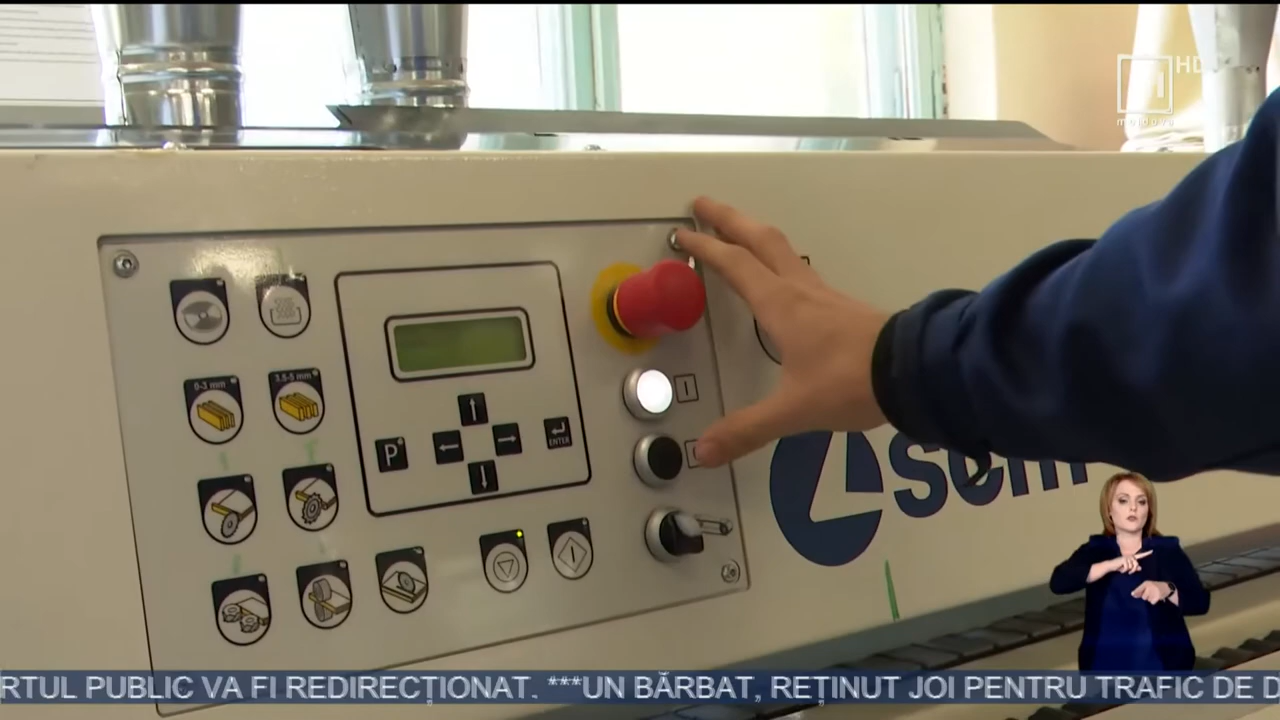 HD
moldova
0-3 mm
3.5-5 mm
P
ENTER
I
scm
RTUL PUBLIC VA FI REDIRECȚIONAT. ***UN BĂRBAT, REȚINUT JOI PENTRU TRAFIC DE D